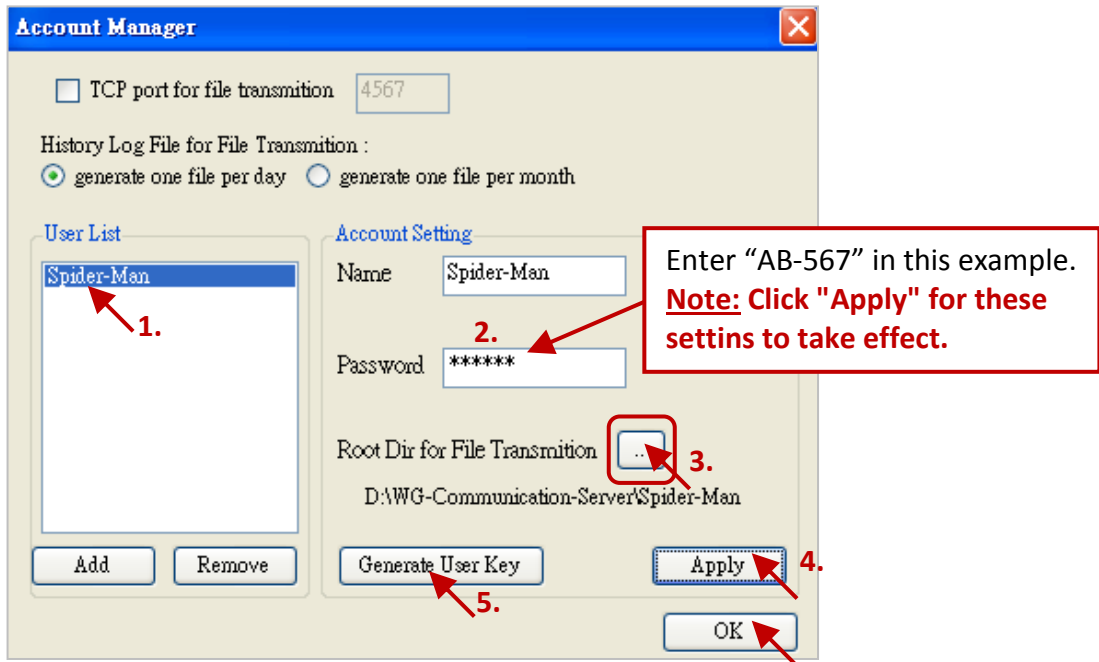 Account Manager
TCP port for file transmition 4567
History Log File for File Transmition :
generate one file per day generate one file per month
User List
Spider-Man
1.
Account Setting
Name Spider-Man
2.
Password ******
Enter “AB-567” in this example.
Note: Click "Apply" for these
settins to take effect.
Root Dir for File Transmition ..
3.
D:\WG-Communication-Server\Spider-Man
Add Remove Generate User Key Apply 4.
5.
OK